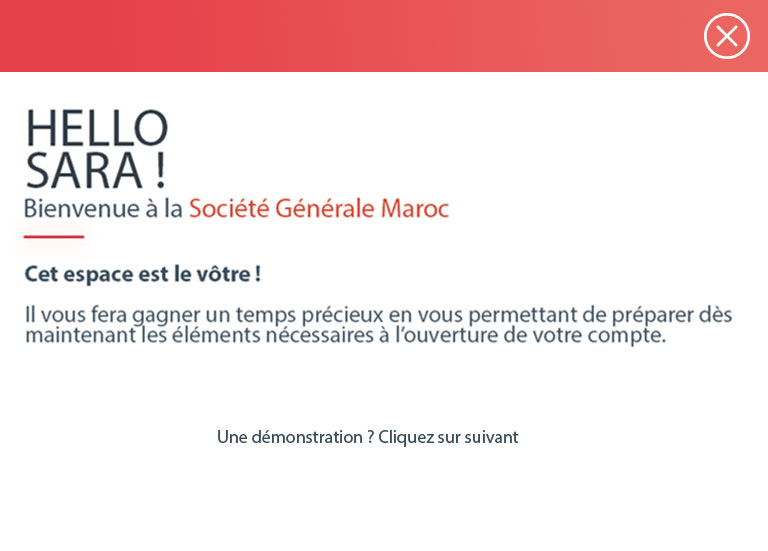 HELLO
SARA !
Bienvenue à la Société Générale Maroc
Cet espace est le vôtre !
Il vous fera gagner un temps précieux en vous permettant de préparer dès
maintenant les éléments nécessaires à l’ouverture de votre compte.
Une démonstration ? Cliquez sur suivant